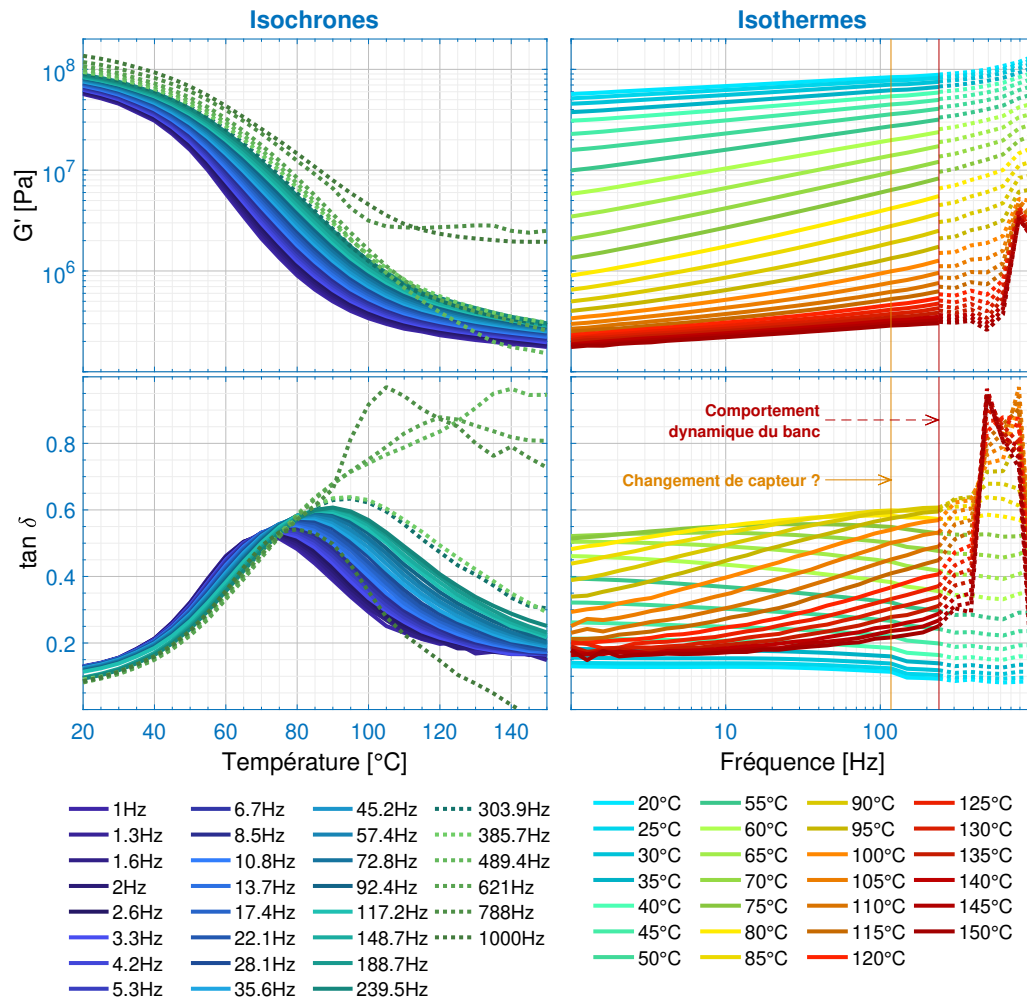 Isochrones
Isothermes
10^8
10^7
10^6
G' [Pa]
0.8
0.6
0.4
0.2
tan δ
Comportement
dynamique du banc
Changement de capteur ?
20 40 60 80 100 120 140
10 100
Température [°C]
Fréquence [Hz]
1Hz 6.7Hz 45.2Hz 303.9Hz
1.3Hz 8.5Hz 57.4Hz 385.7Hz
1.6Hz 10.8Hz 72.8Hz 489.4Hz
2Hz 13.7Hz 92.4Hz 621Hz
2.6Hz 17.4Hz 117.2Hz 788Hz
3.3Hz 22.1Hz 148.7Hz 1000Hz
4.2Hz 28.1Hz 188.7Hz
5.3Hz 35.6Hz 239.5Hz
20°C 55°C 90°C 125°C
25°C 60°C 95°C 130°C
30°C 65°C 100°C 135°C
35°C 70°C 105°C 140°C
40°C 75°C 110°C 145°C
45°C 80°C 115°C 150°C
50°C 85°C 120°C